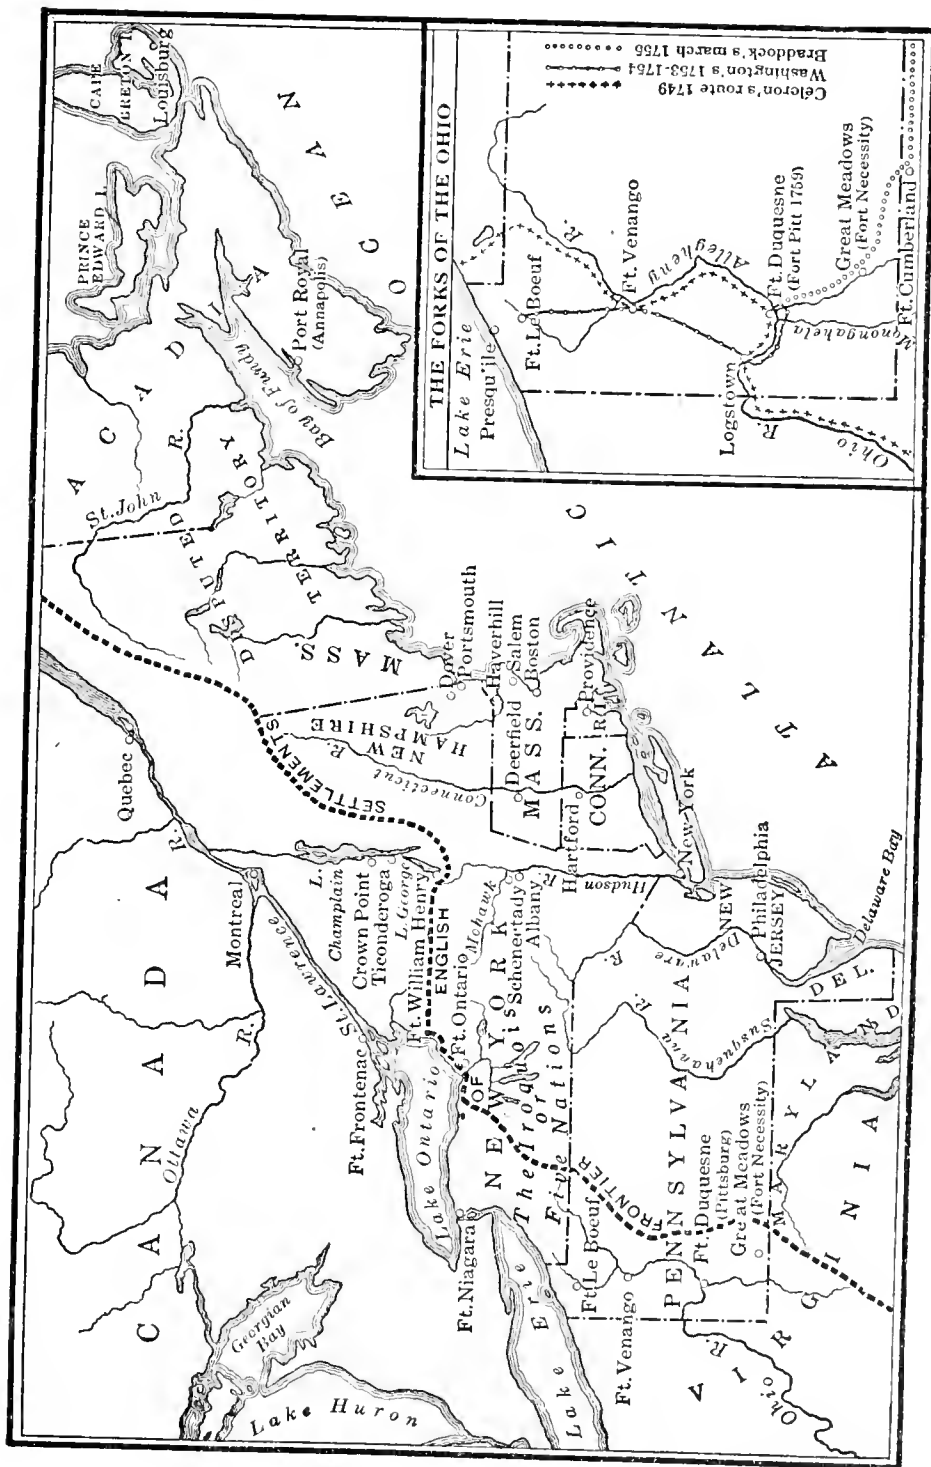 CANADA
Lake Huron
Georgian
Bay
Ottawa
R.
Montreal
Quebec
St. Lawrence
R.
L.
Champlain
Crown Point
Ticonderoga
L. George
Ft. William Henry
Ft. Frontenac
Lake Ontario
Ft. Ontario
Ft. Niagara
Lake Erie
FRONTIER OF ENGLISH SETTLEMENTS
NEW YORK
The Iroquois
or
Five Nations
Mohawk
R.
Schenectady
Albany
Hudson
Connecticut
R.
NEW
HAMPSHIRE
Dover
Portsmouth
Haverhill
Salem
Boston
Deerfield
MASS.
Hartford
CONN.
R.I.
Providence
MASS.
DISPUTED
TERRITORY
St. John
R.
ACADIA
Bay of Fundy
Port Royal
(Annapolis)
PRINCE
EDWARD I.
CAPE
BRETON I.
Louisburg
ATLANTIC OCEAN
New York
NEW
JERSEY
Philadelphia
Delaware
R.
Delaware Bay
DEL.
Susquehanna
R.
PENNSYLVANIA
MARYLAND
VIRGINIA
Ft. Le Boeuf
Ft. Venango
Ft. Duquesne
(Pittsburg)
Great Meadows
(Fort Necessity)
Ohio
R.
THE FORKS OF THE OHIO
Lake Erie
Presqu'ile
Ft. Le Boeuf
R.
Ft. Venango
Allegheny
Logstown
Ft. Duquesne
(Fort Pitt 1759)
Great Meadows
(Fort Necessity)
Monongahela
Ft. Cumberland
Ohio
R.
Céleron's route 1749
Washington's 1753-1754
Braddock's march 1755